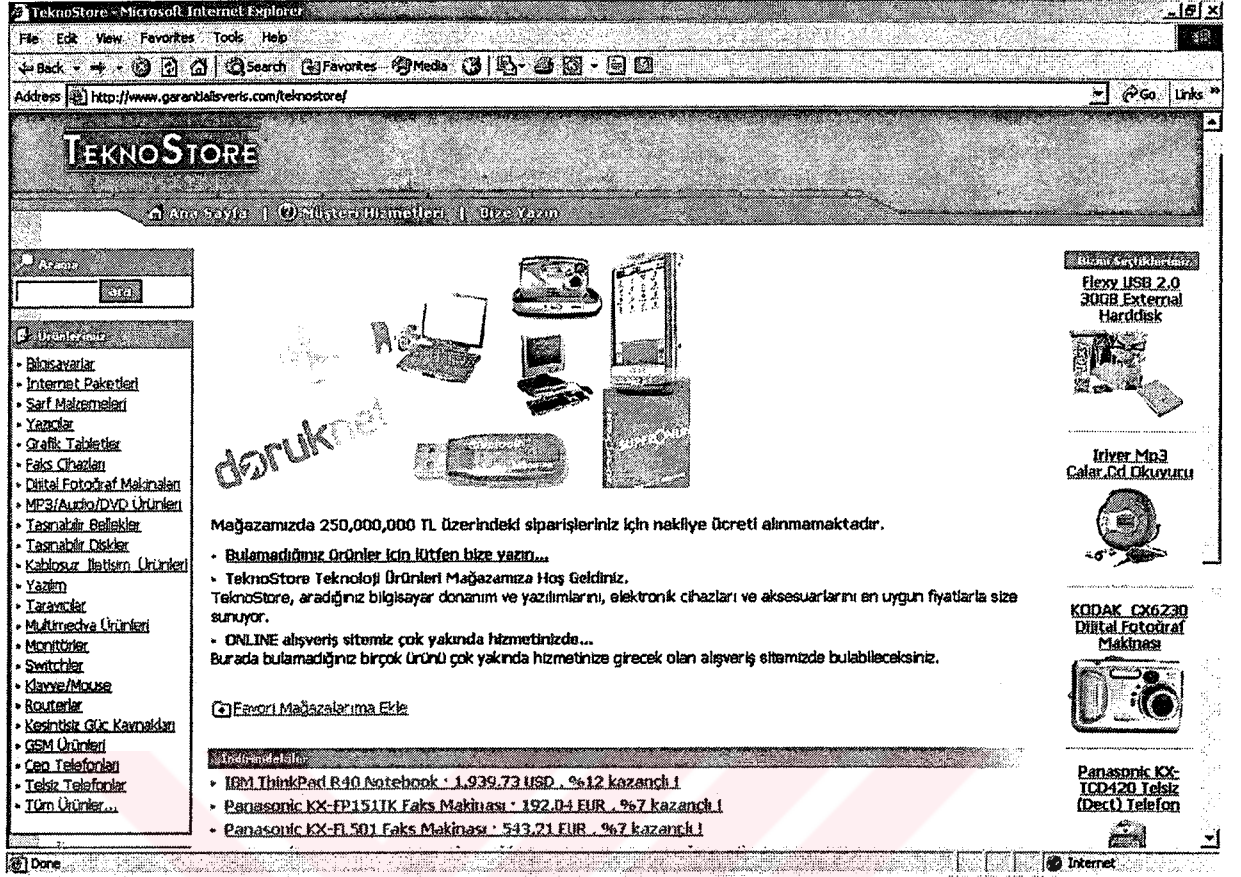 TeknoStore - Microsoft Internet Explorer
File Edit View Favorites Tools Help
Back Search Favorites Media
Address http://www.garantialisveris.com/teknostore/ Go Links »
TEKNOSTORE
Ana Sayfa | Müşteri Hizmetleri | Bize Yazın
Arama
ara
Ürünlerimiz
• Bilgisayarlar
• Internet Paketleri
• Sarf Malzemeleri
• Yazıcılar
• Grafik Tabletler
• Faks Cihazları
• Dijital Fotoğraf Makinaları
• MP3/Audio/DVD Ürünleri
• Taşınabilir Bellekler
• Taşınabilir Diskler
• Kablosuz İletişim Ürünleri
• Yazılım
• Tarayıcılar
• Multimedya Ürünleri
• Monitörler
• Switchler
• Klavye/Mouse
• Routerlar
• Kesintisiz Güç Kaynakları
• GSM Ürünleri
• Cep Telefonları
• Telsiz Telefonlar
• Tüm Ürünler...
doruknet
SUPERONLINE
Mağazamızda 250,000,000 TL üzerindeki siparişleriniz için nakliye ücreti alınmamaktadır.
• Bulamadığınız ürünler için lütfen bize yazın...
• TeknoStore Teknoloji Ürünleri Mağazamıza Hoş Geldiniz.
TeknoStore, aradığınız bilgisayar donanım ve yazılımlarını, elektronik cihazları ve aksesuarlarını en uygun fiyatlarla size
sunuyor.
• ONLINE alışveriş sitemiz çok yakında hizmetinizde...
Burada bulamadığınız birçok ürünü çok yakında hizmetinize girecek olan alışveriş sitemizde bulabileceksiniz.
Favori Mağazalarıma Ekle
İndirimdekiler
• IBM ThinkPad R40 Notebook : 1,939.73 USD , %12 kazançlı !
• Panasonic KX-FP151TK Faks Makinası : 192.04 EUR , %7 kazançlı !
• Panasonic KX-FL501 Faks Makinası : 543.21 EUR , %7 kazançlı !
Bizim Seçtiklerimiz
Flexy USB 2.0
30GB External
Harddisk
Iriver Mp3
Calar,Cd Okuyucu
KODAK CX6230
Dijital Fotoğraf
Makinası
Panasonic KX-
TCD420 Telsiz
(Dect) Telefon
Done
Internet